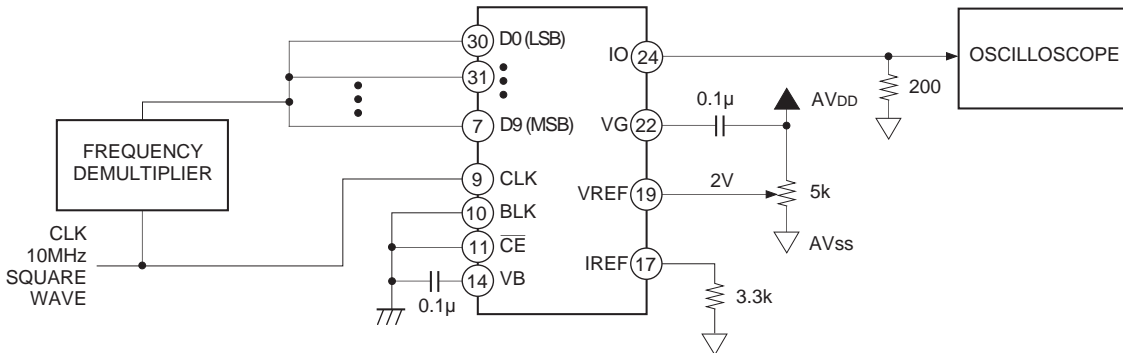 30 D0 (LSB)
31
7 D9 (MSB)
FREQUENCY
DEMULTIPLIER
9 CLK
10 BLK
11 CE
14 VB
0.1µ
CLK
10MHz
SQUARE
WAVE
IO 24
200
OSCILLOSCOPE
0.1µ
AVDD
VG 22
VREF 19
2V
5k
AVss
IREF 17
3.3k